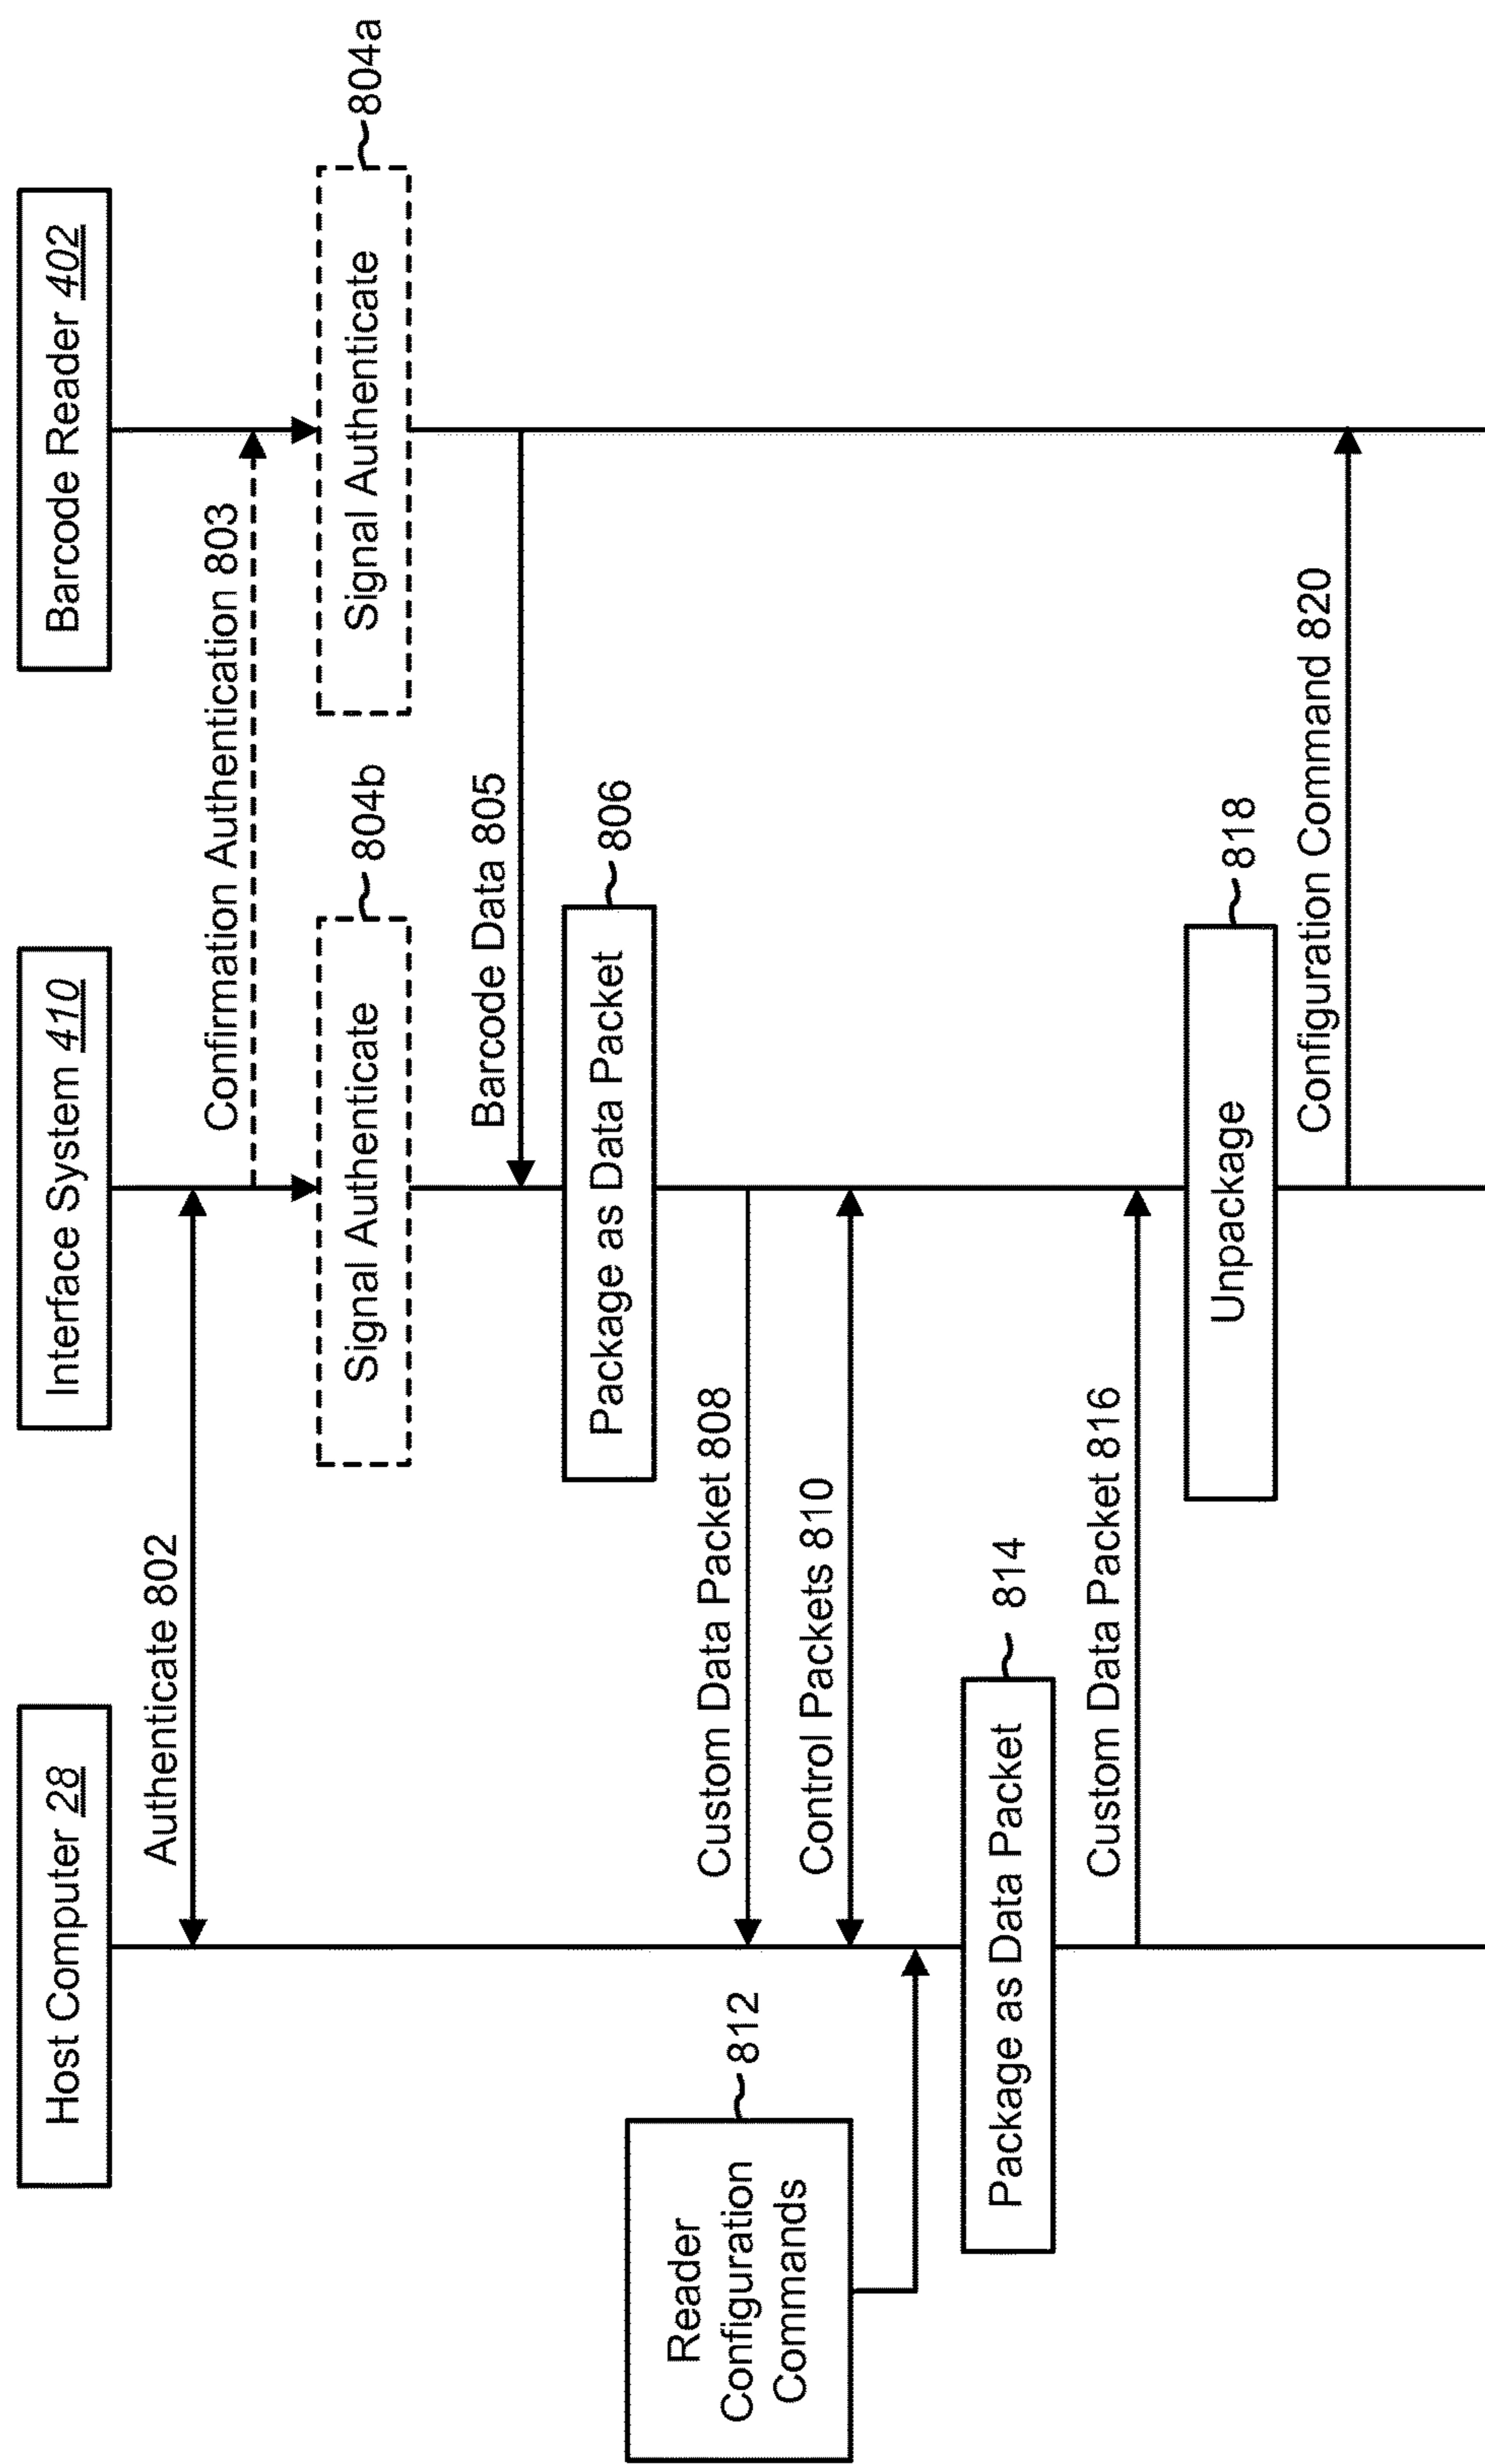 Host Computer 28
Interface System 410
Barcode Reader 402
Authenticate 802
Confirmation Authentication 803
Signal Authenticate
804b
Signal Authenticate
804a
Barcode Data 805
Package as Data Packet
806
Custom Data Packet 808
Reader
Configuration
Commands
812
Control Packets 810
Package as Data Packet
814
Custom Data Packet 816
Unpackage
818
Configuration Command 820